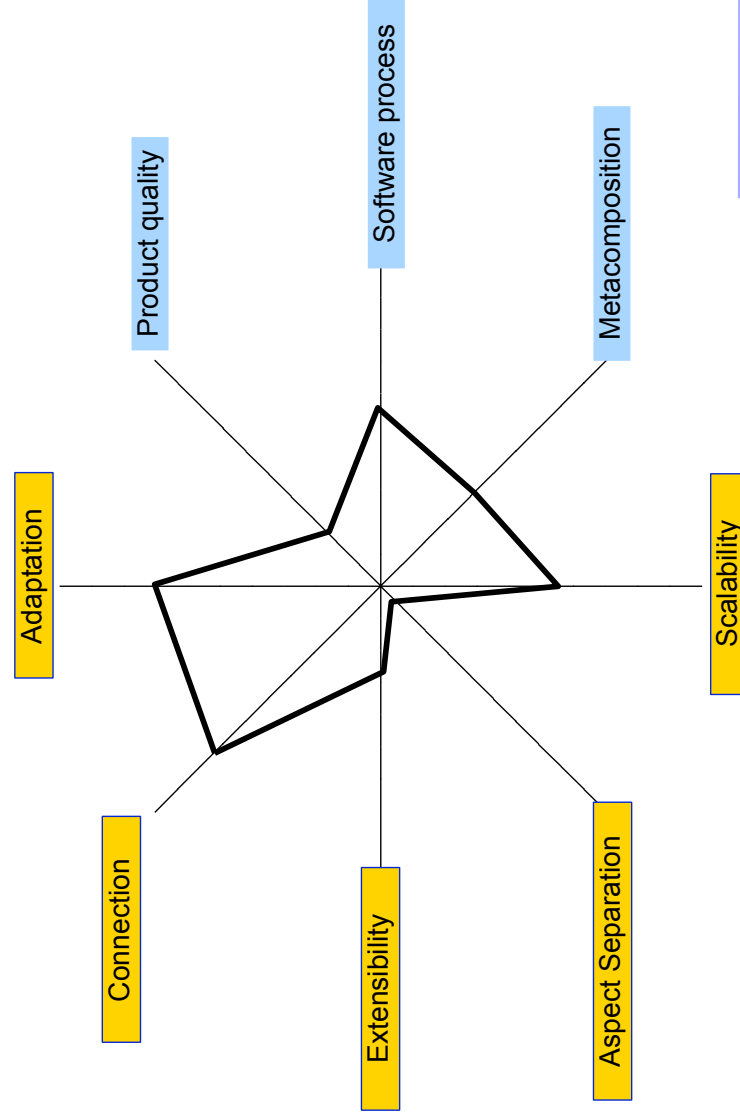 Adaptation
Connection
Product quality
Extensibility
Software process
Aspect Separation
Metacomposition
Scalability